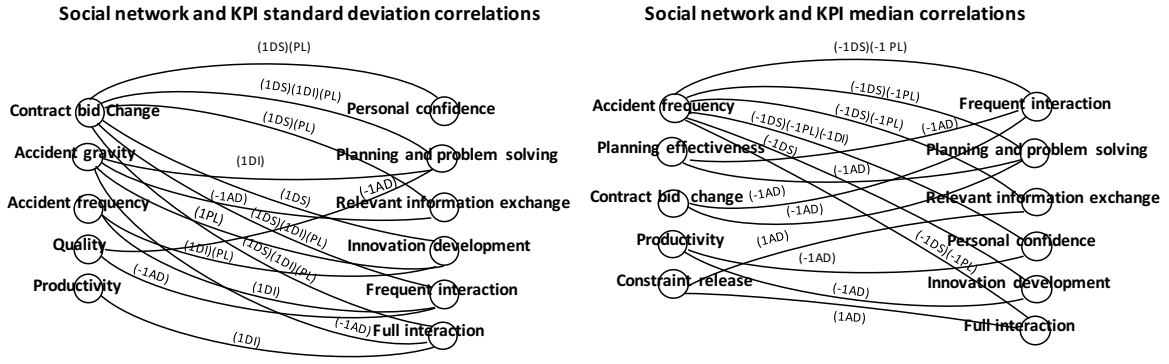 Social network and KPI standard deviation correlations
(1DS)(PL)
Contract bid Change
(1DS)(1DI)(PL)
Personal confidence
(1DS)(PL)
Accident gravity
(1DI)
Planning and problem solving
(-1AD)
Accident frequency
(-1AD)
(1DS)
Relevant information exchange
(1PL)
(1DS)(1DI)(PL)
Quality
(1DI)(PL)
(1DS)(1DI)(PL)
Innovation development
(-1AD)
Productivity
(1DI)
Frequent interaction
(-1AD)
Full interaction
(1DI)
Social network and KPI median correlations
(-1DS)(-1 PL)
Accident frequency
(-1DS)(-1PL)
Frequent interaction
(-1DS)(-1PL)
(-1DS)(-1PL)(-1DI)
(-1AD)
Planning effectiveness
(-1DS)
Planning and problem solving
(-1AD)
Contract bid change
(-1AD)
Relevant information exchange
(-1AD)
Productivity
(1AD)
(-1DS)(-1PL)
Personal confidence
(-1AD)
Constraint release
(-1AD)
Innovation development
(1AD)
Full interaction